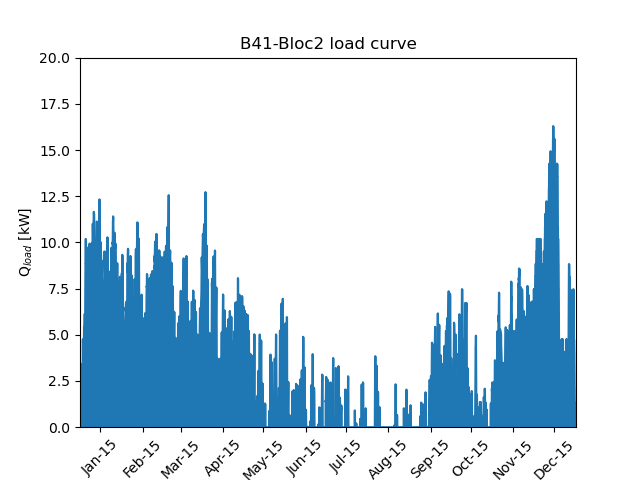 B41-Bloc2 load curve
20.0
17.5
15.0
12.5
10.0
7.5
5.0
2.5
0.0
Q_load [kW]
Jan-15
Feb-15
Mar-15
Apr-15
May-15
Jun-15
Jul-15
Aug-15
Sep-15
Oct-15
Nov-15
Dec-15